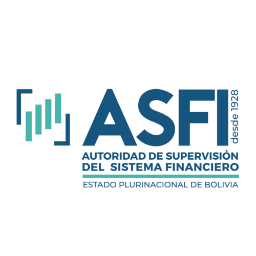 ASFI
desde 1928
AUTORIDAD DE SUPERVISIÓN
DEL SISTEMA FINANCIERO
ESTADO PLURINACIONAL DE BOLIVIA